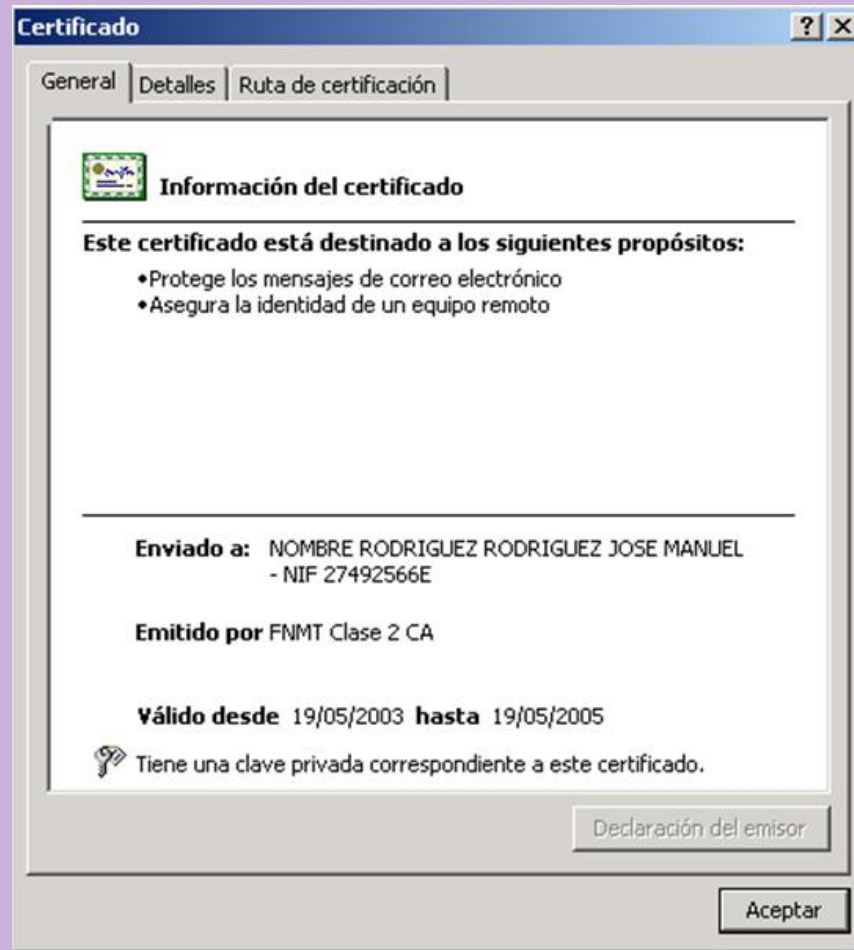 Certificado
General Detalles Ruta de certificación
Información del certificado
Este certificado está destinado a los siguientes propósitos:
•Protege los mensajes de correo electrónico
•Asegura la identidad de un equipo remoto
Enviado a: NOMBRE RODRIGUEZ RODRIGUEZ JOSE MANUEL
- NIF 27492566E
Emitido por FNMT Clase 2 CA
Válido desde 19/05/2003 hasta 19/05/2005
Tiene una clave privada correspondiente a este certificado.
Declaración del emisor
Aceptar